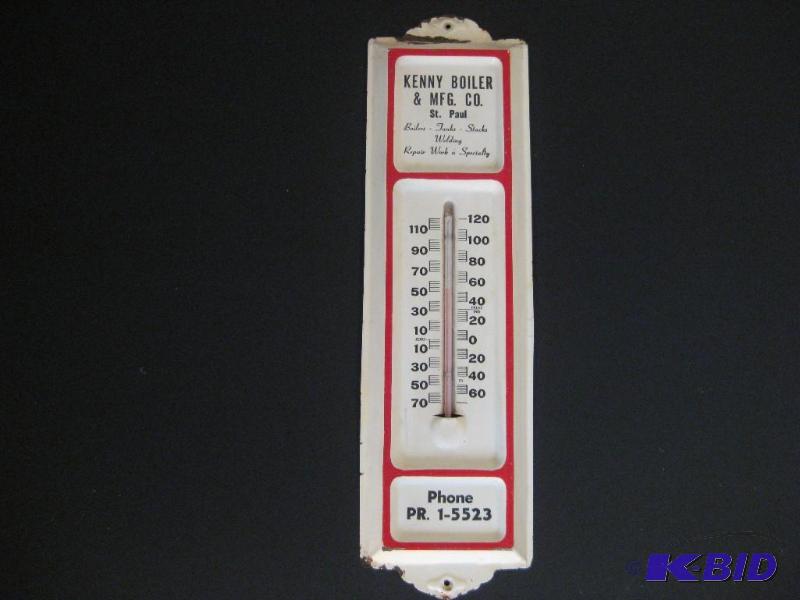 KENNY BOILER
& MFG. CO.
St. Paul
Boilers - Tanks - Stacks
Welding
Repair Work a Specialty
120
110
100
90
80
70
60
50
40
30
20
10
0
10
20
30
40
50
60
70
Phone
PR. 1-5523
© K-BID